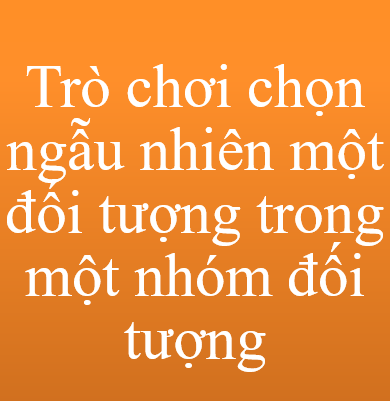 Trò chơi chọn
ngẫu nhiên một
đối tượng trong
một nhóm đối
tượng